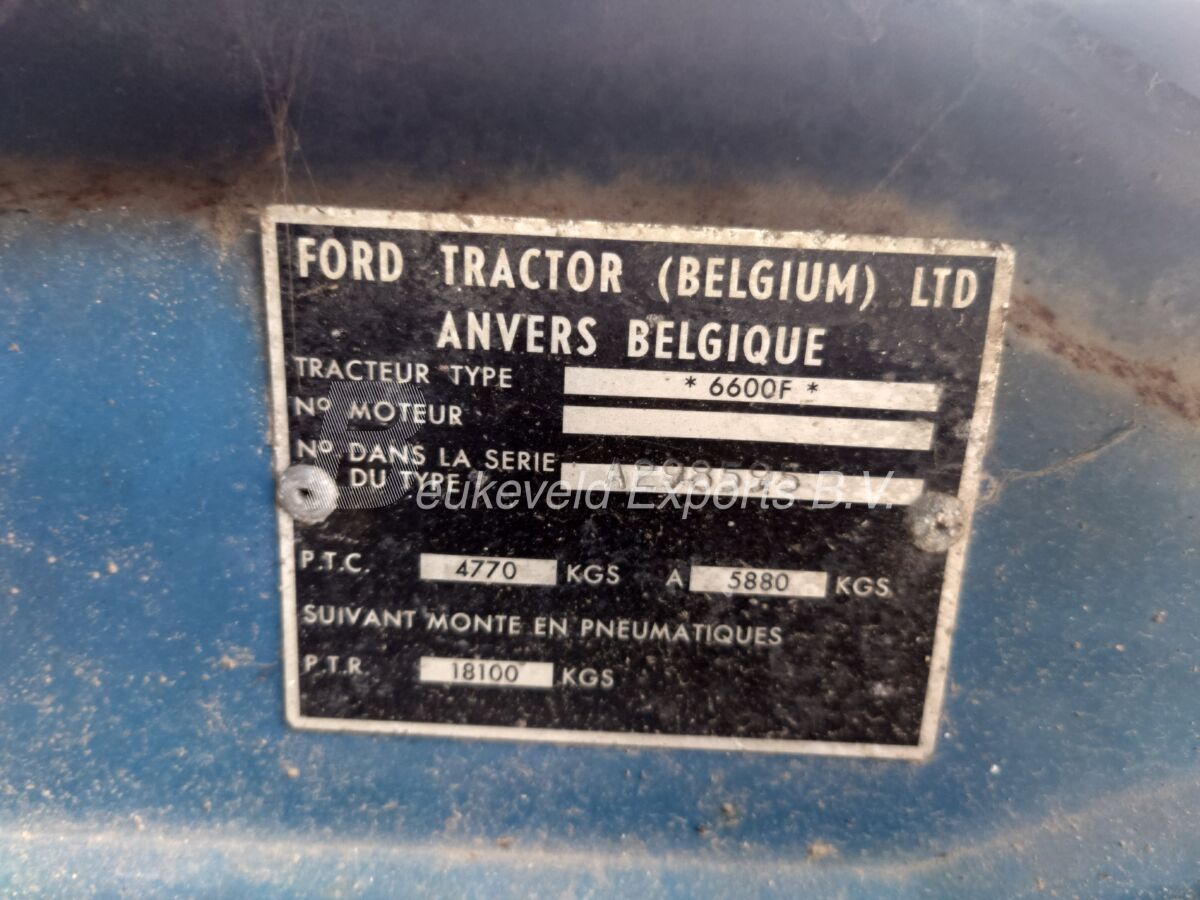 FORD TRACTOR (BELGIUM) LTD
ANVERS BELGIQUE
TRACTEUR TYPE * 6600F *
Nº MOTEUR
Nº DANS LA SERIE
DU TYPE
Beukeveld Exports B.V.
P.T.C. 4770 KGS A 5880 KGS
SUIVANT MONTE EN PNEUMATIQUES
P.T.R. 18100 KGS